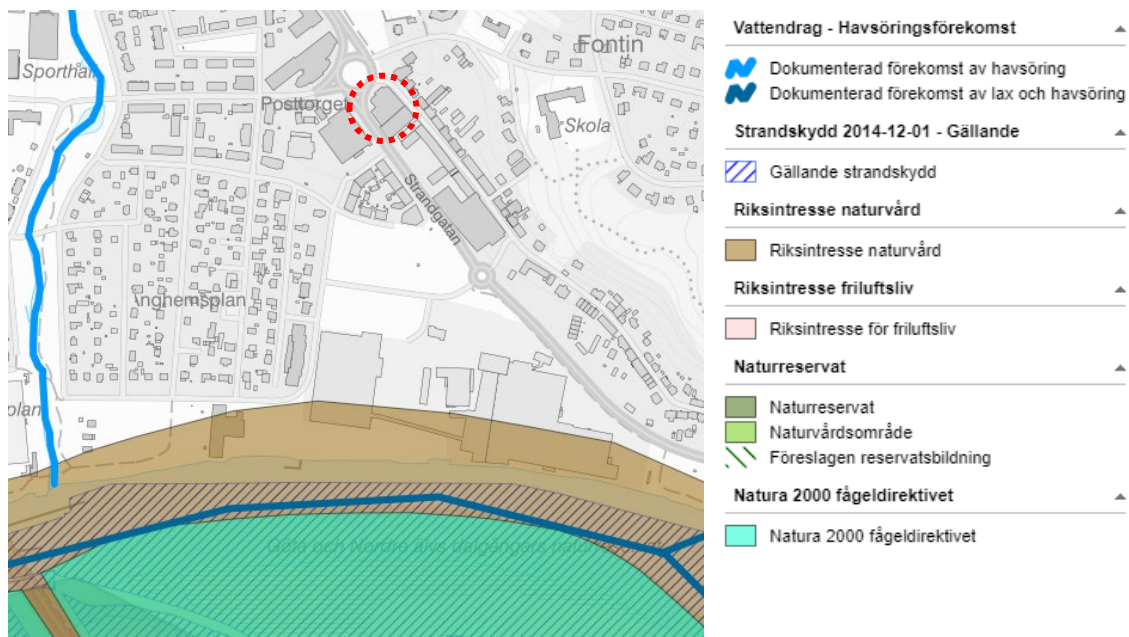 Fontin
Sporthall
Posttorget
Skola
Strandgatan
Anghemsplan
plan
Vattendrag - Havsöringsförekomst
Dokumenterad förekomst av havsöring
Dokumenterad förekomst av lax och havsöring
Strandskydd 2014-12-01 - Gällande
Gällande strandskydd
Riksintresse naturvård
Riksintresse naturvård
Riksintresse friluftsliv
Riksintresse för friluftsliv
Naturreservat
Naturreservat
Naturvårdsområde
Föreslagen reservatsbildning
Natura 2000 fågeldirektivet
Natura 2000 fågeldirektivet